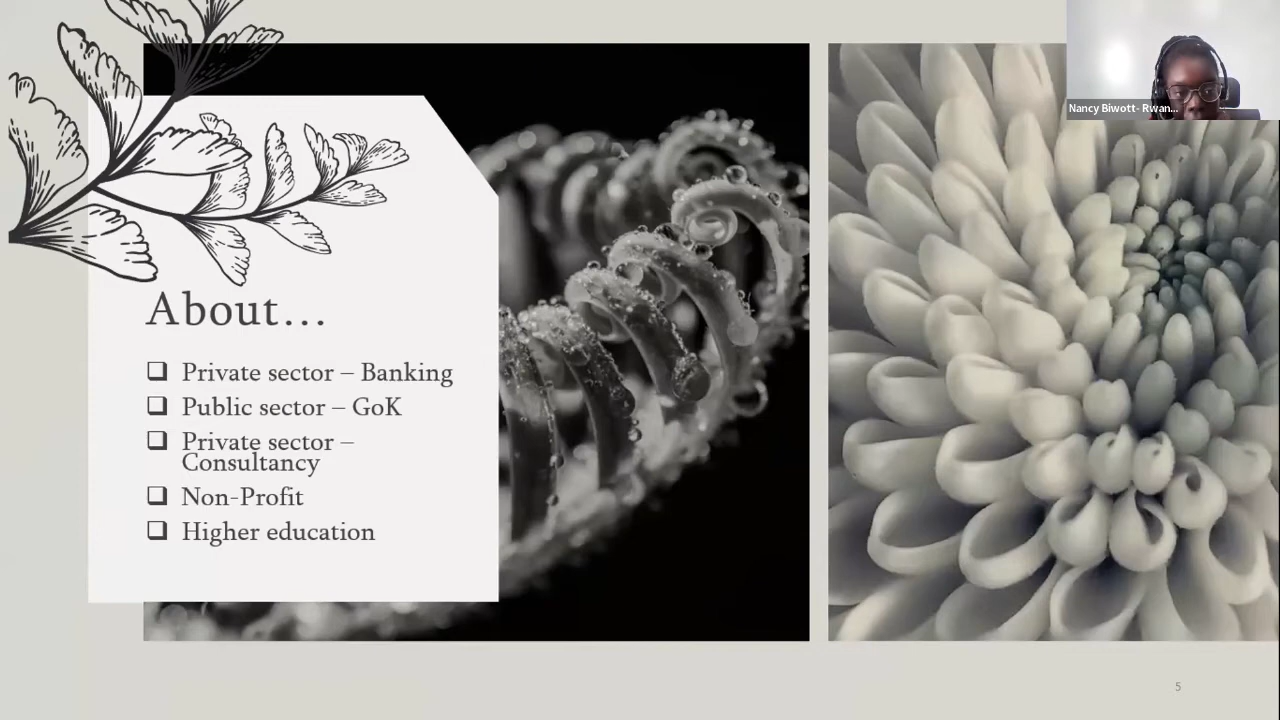 Nancy Biwott- Rwan...
About...
❑ Private sector – Banking
❑ Public sector – GoK
❑ Private sector –
Consultancy
❑ Non-Profit
❑ Higher education
5